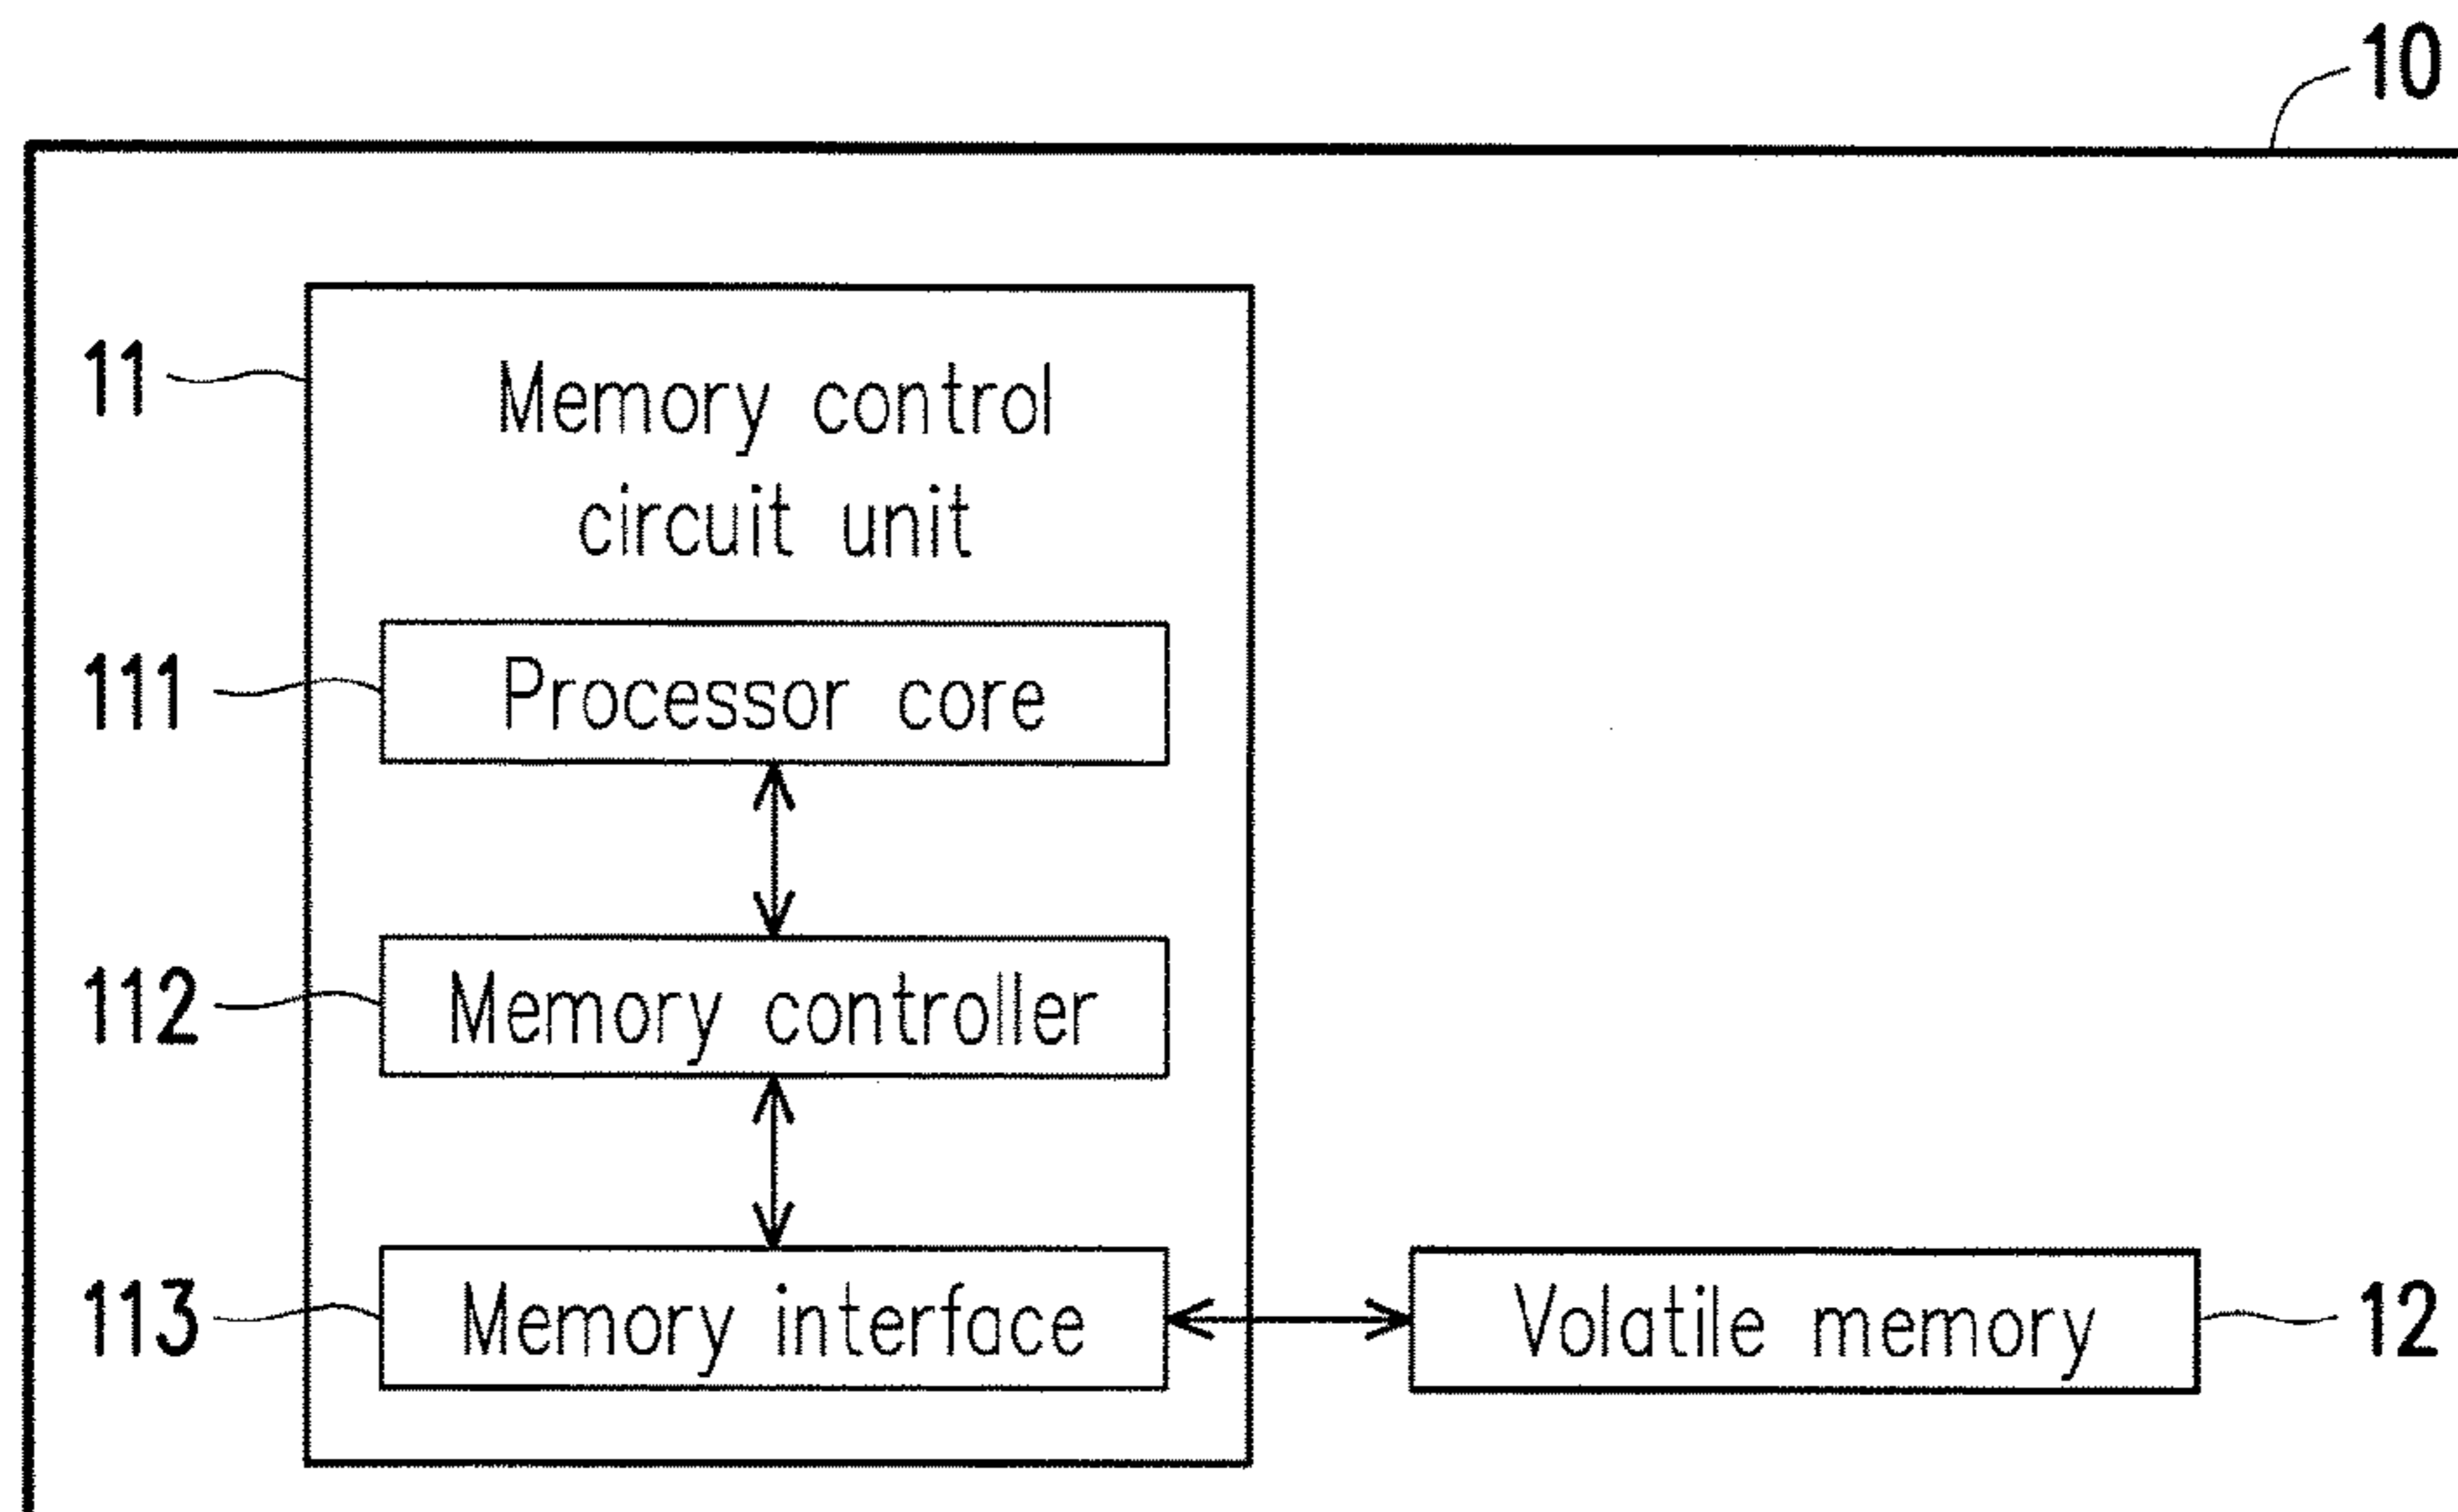 10
11
Memory control
circuit unit
111
Processor core
112
Memory controller
113
Memory interface
Volatile memory
12